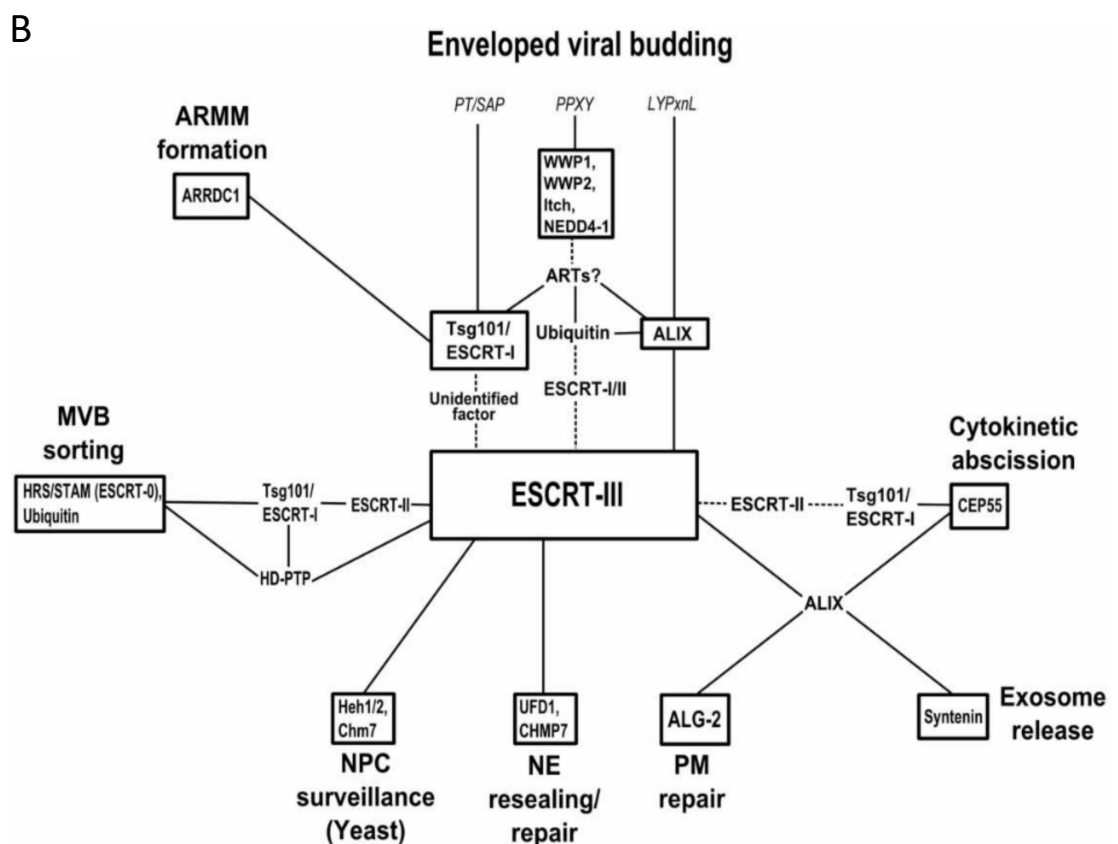 B
Enveloped viral budding
PT/SAP
PPXY
LYPxnL
ARMM
formation
ARRDC1
WWP1,
WWP2,
Itch,
NEDD4-1
ARTs?
Tsg101/
ESCRT-I
Ubiquitin
ALIX
Unidentified
factor
ESCRT-I/II
MVB
sorting
HRS/STAM (ESCRT-0),
Ubiquitin
Tsg101/
ESCRT-I
ESCRT-II
HD-PTP
ESCRT-III
Cytokinetic
abscission
ESCRT-II
Tsg101/
ESCRT-I
CEP55
ALIX
Heh1/2,
Chm7
NPC
surveillance
(Yeast)
UFD1,
CHMP7
NE
resealing/
repair
ALG-2
PM
repair
Syntenin
Exosome
release